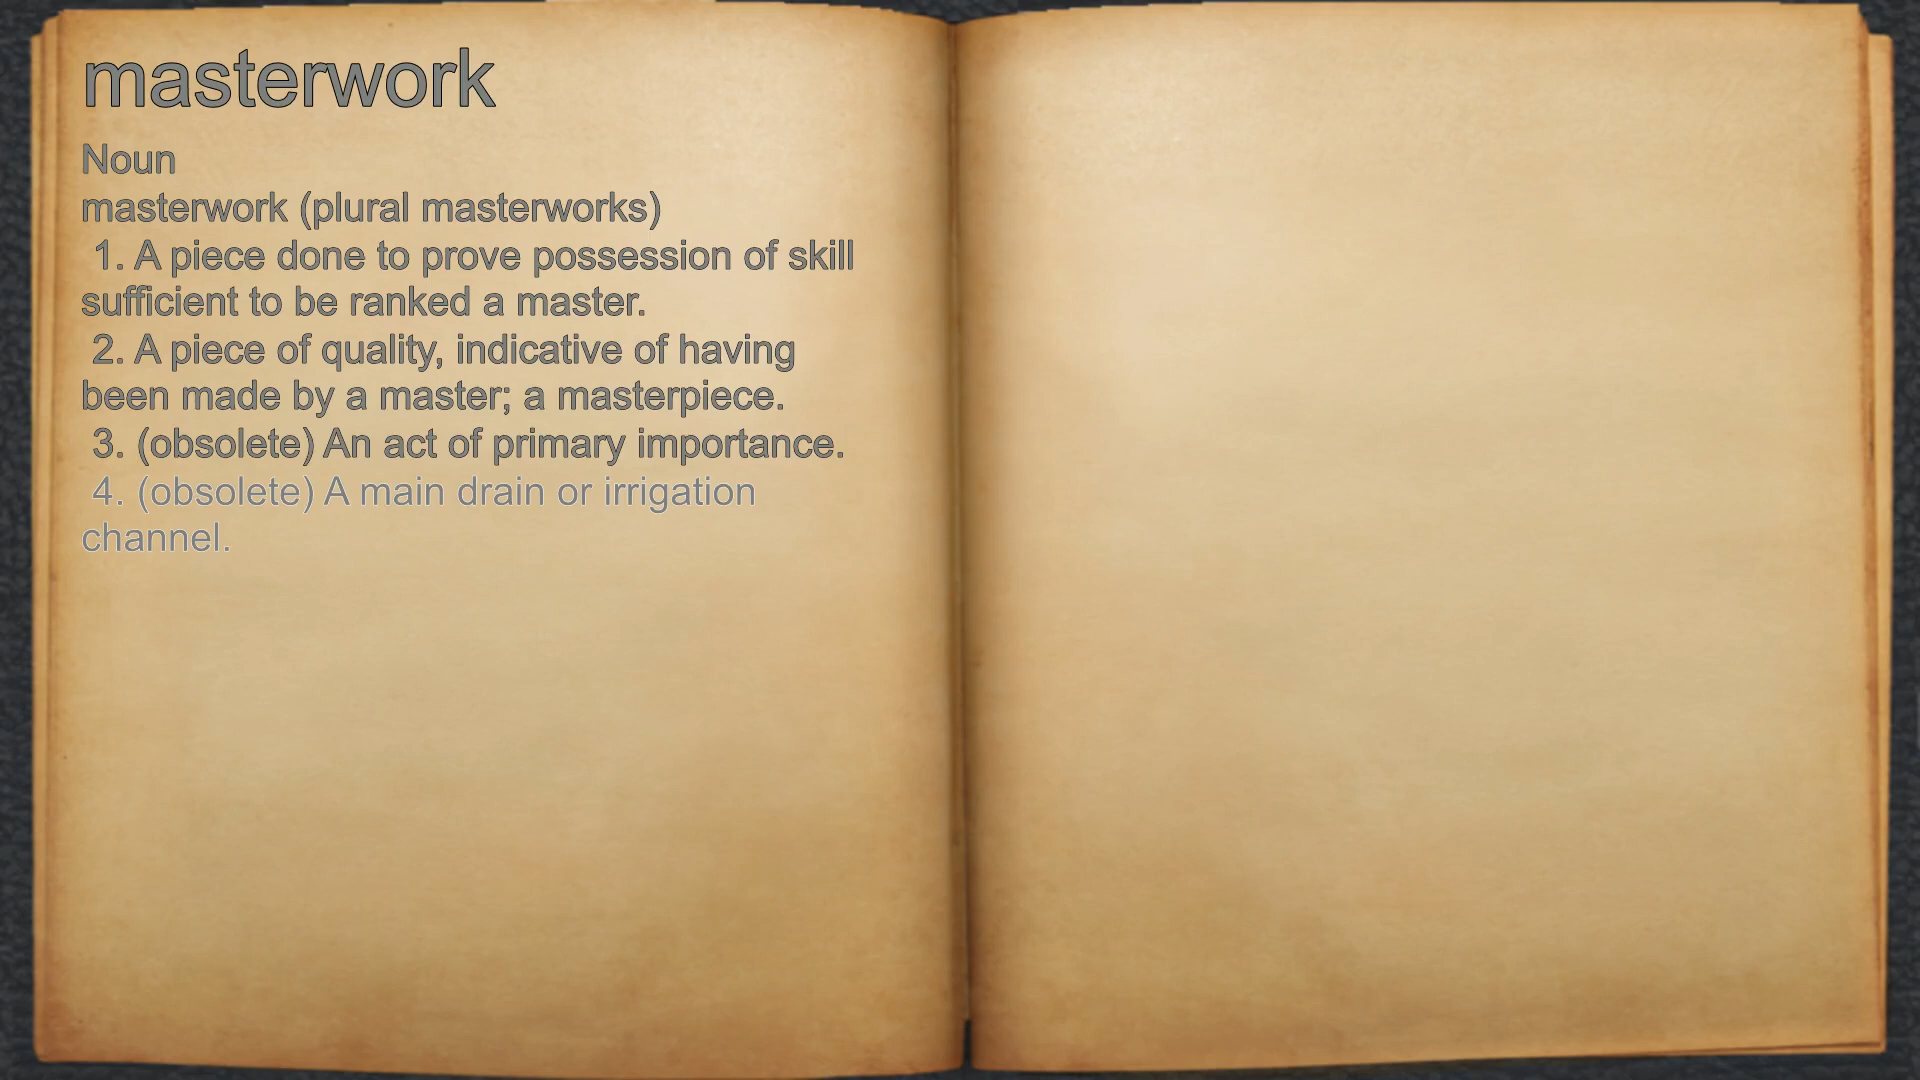 masterwork
Noun
masterwork (plural masterworks)
1. A piece done to prove possession of skill
sufficient to be ranked a master.
2. A piece of quality, indicative of having
been made by a master; a masterpiece.
3. (obsolete) An act of primary importance.
4. (obsolete) A main drain or irrigation
channel.